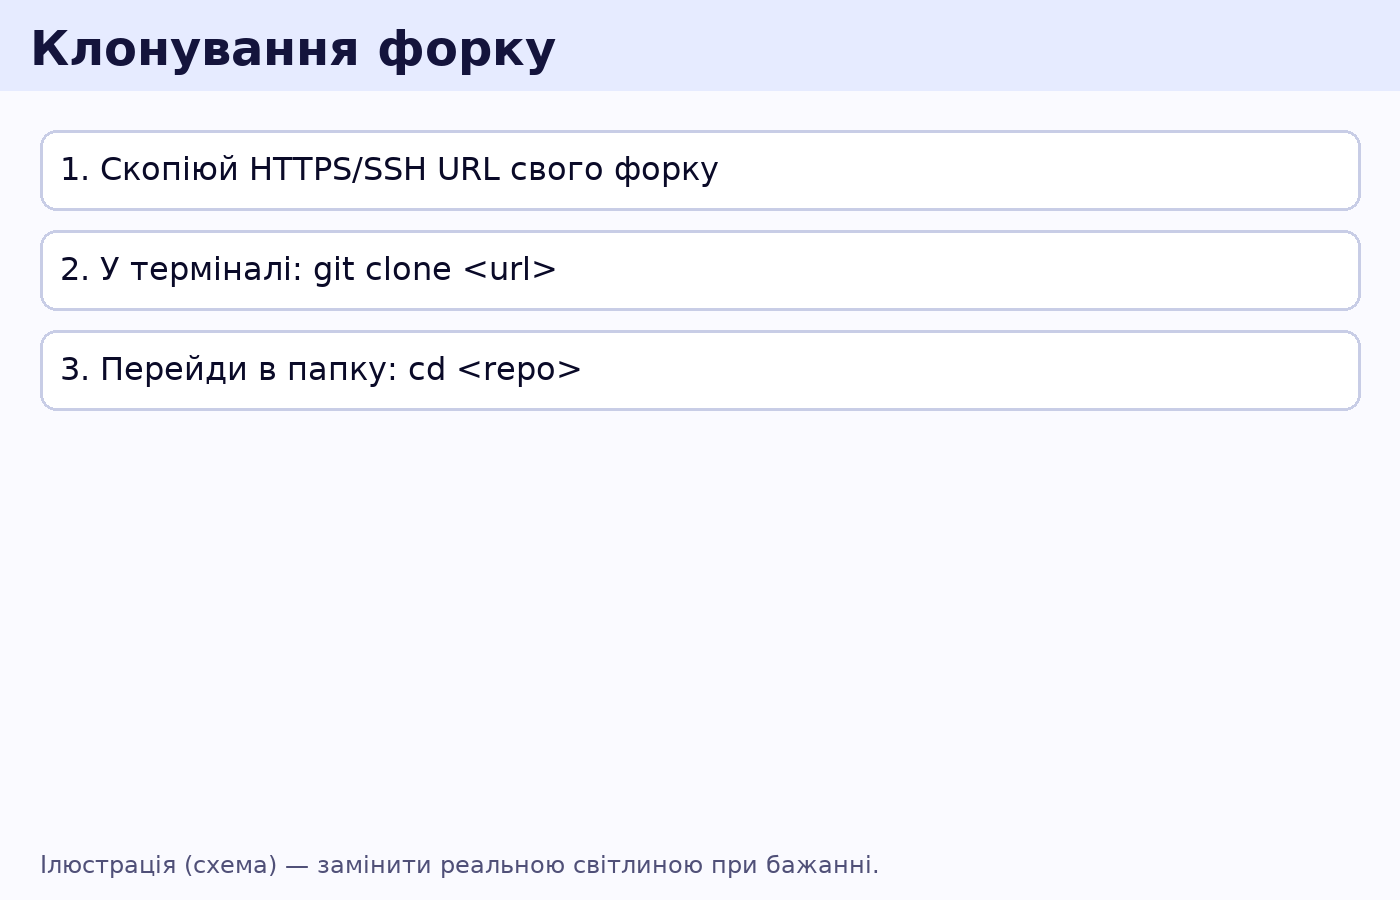 Клонування форку
1. Скопіюй HTTPS/SSH URL свого форку
2. У терміналі: git clone <url>
3. Перейди в папку: cd <repo>
Ілюстрація (схема) — замінити реальною світлиною при бажанні.